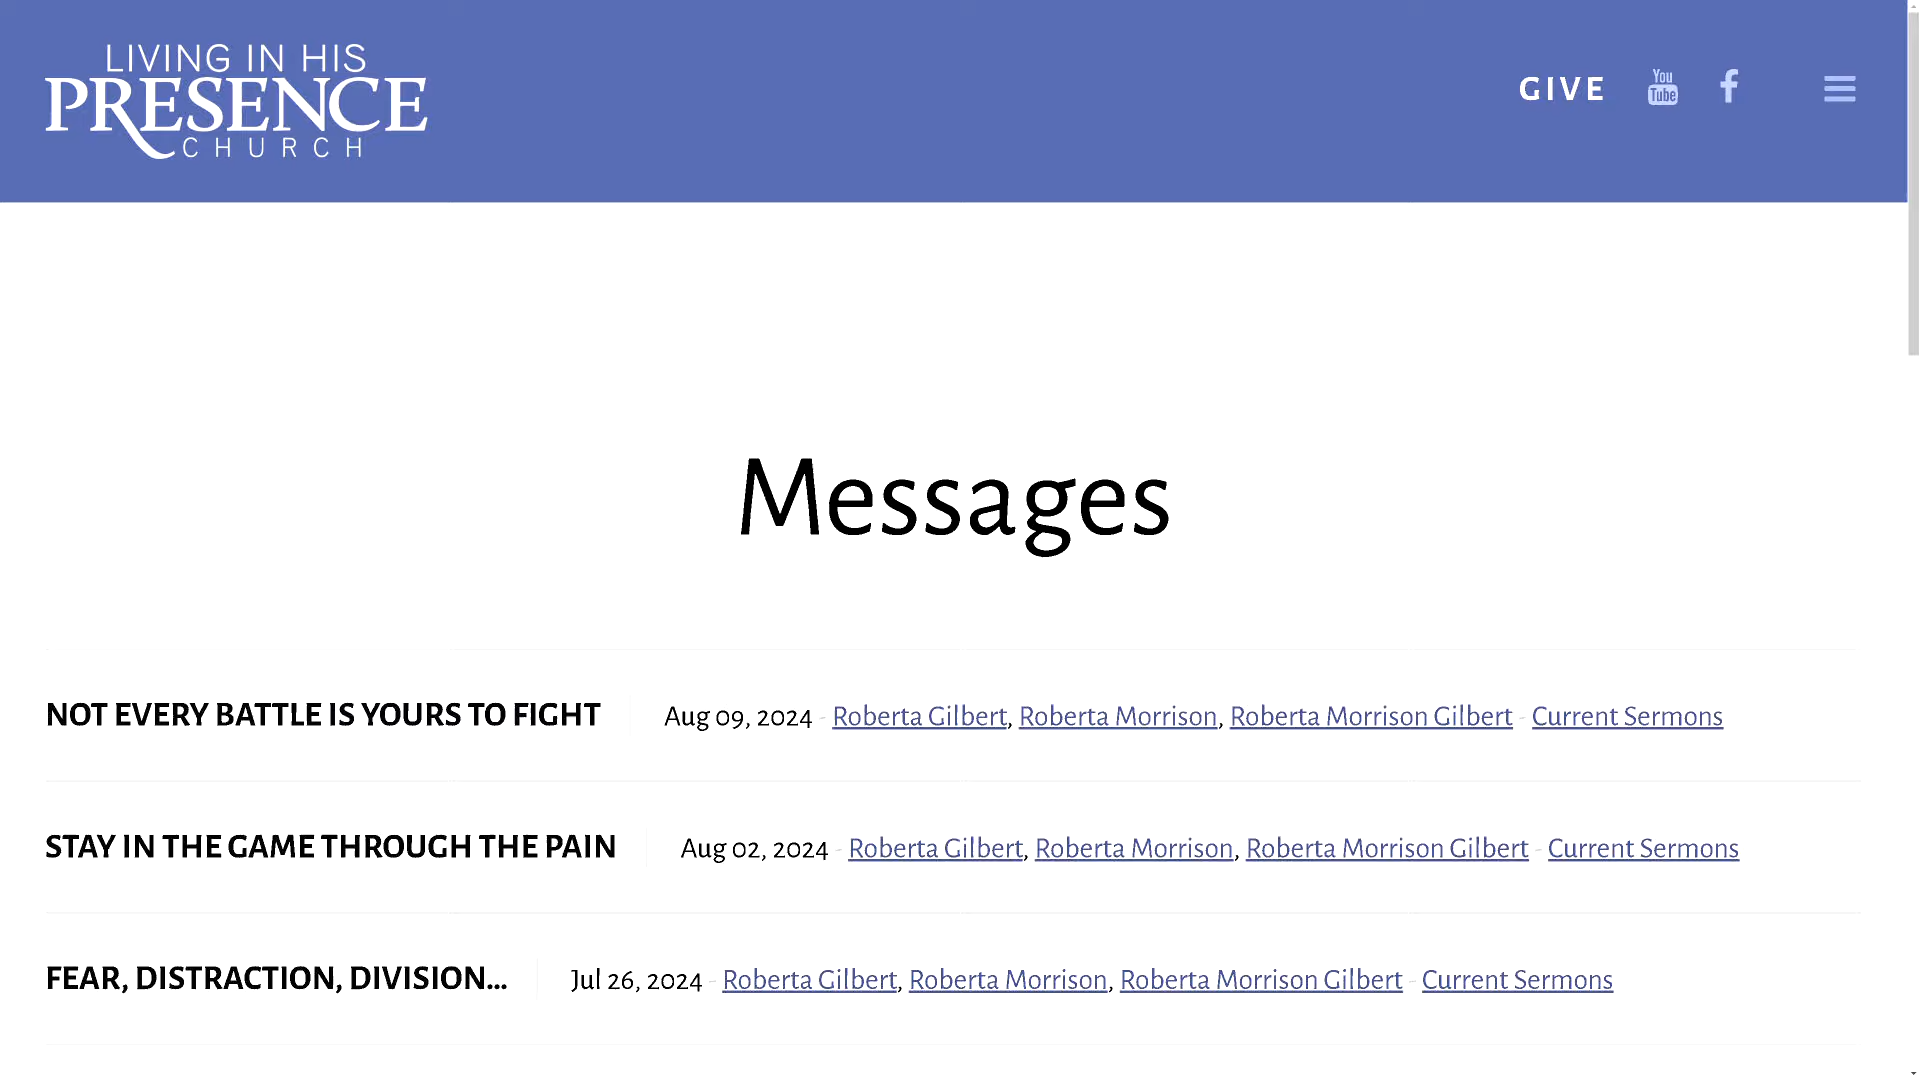 LIVING IN HIS
PRESENCE
CHURCH
GIVE
You
Tube
Messages
NOT EVERY BATTLE IS YOURS TO FIGHT Aug 09, 2024 - Roberta Gilbert, Roberta Morrison, Roberta Morrison Gilbert - Current Sermons
STAY IN THE GAME THROUGH THE PAIN Aug 02, 2024 - Roberta Gilbert, Roberta Morrison, Roberta Morrison Gilbert - Current Sermons
FEAR, DISTRACTION, DIVISION... Jul 26, 2024 - Roberta Gilbert, Roberta Morrison, Roberta Morrison Gilbert - Current Sermons